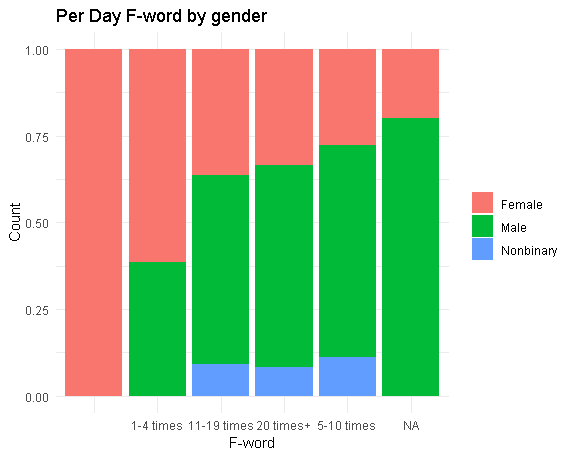 Per Day F-word by gender
1.00
0.75
0.50
0.25
0.00
Count
1-4 times 11-19 times 20 times+ 5-10 times NA
F-word
Female
Male
Nonbinary